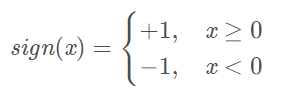 sign(x) = { +1, x ≥ 0
−1, x < 0